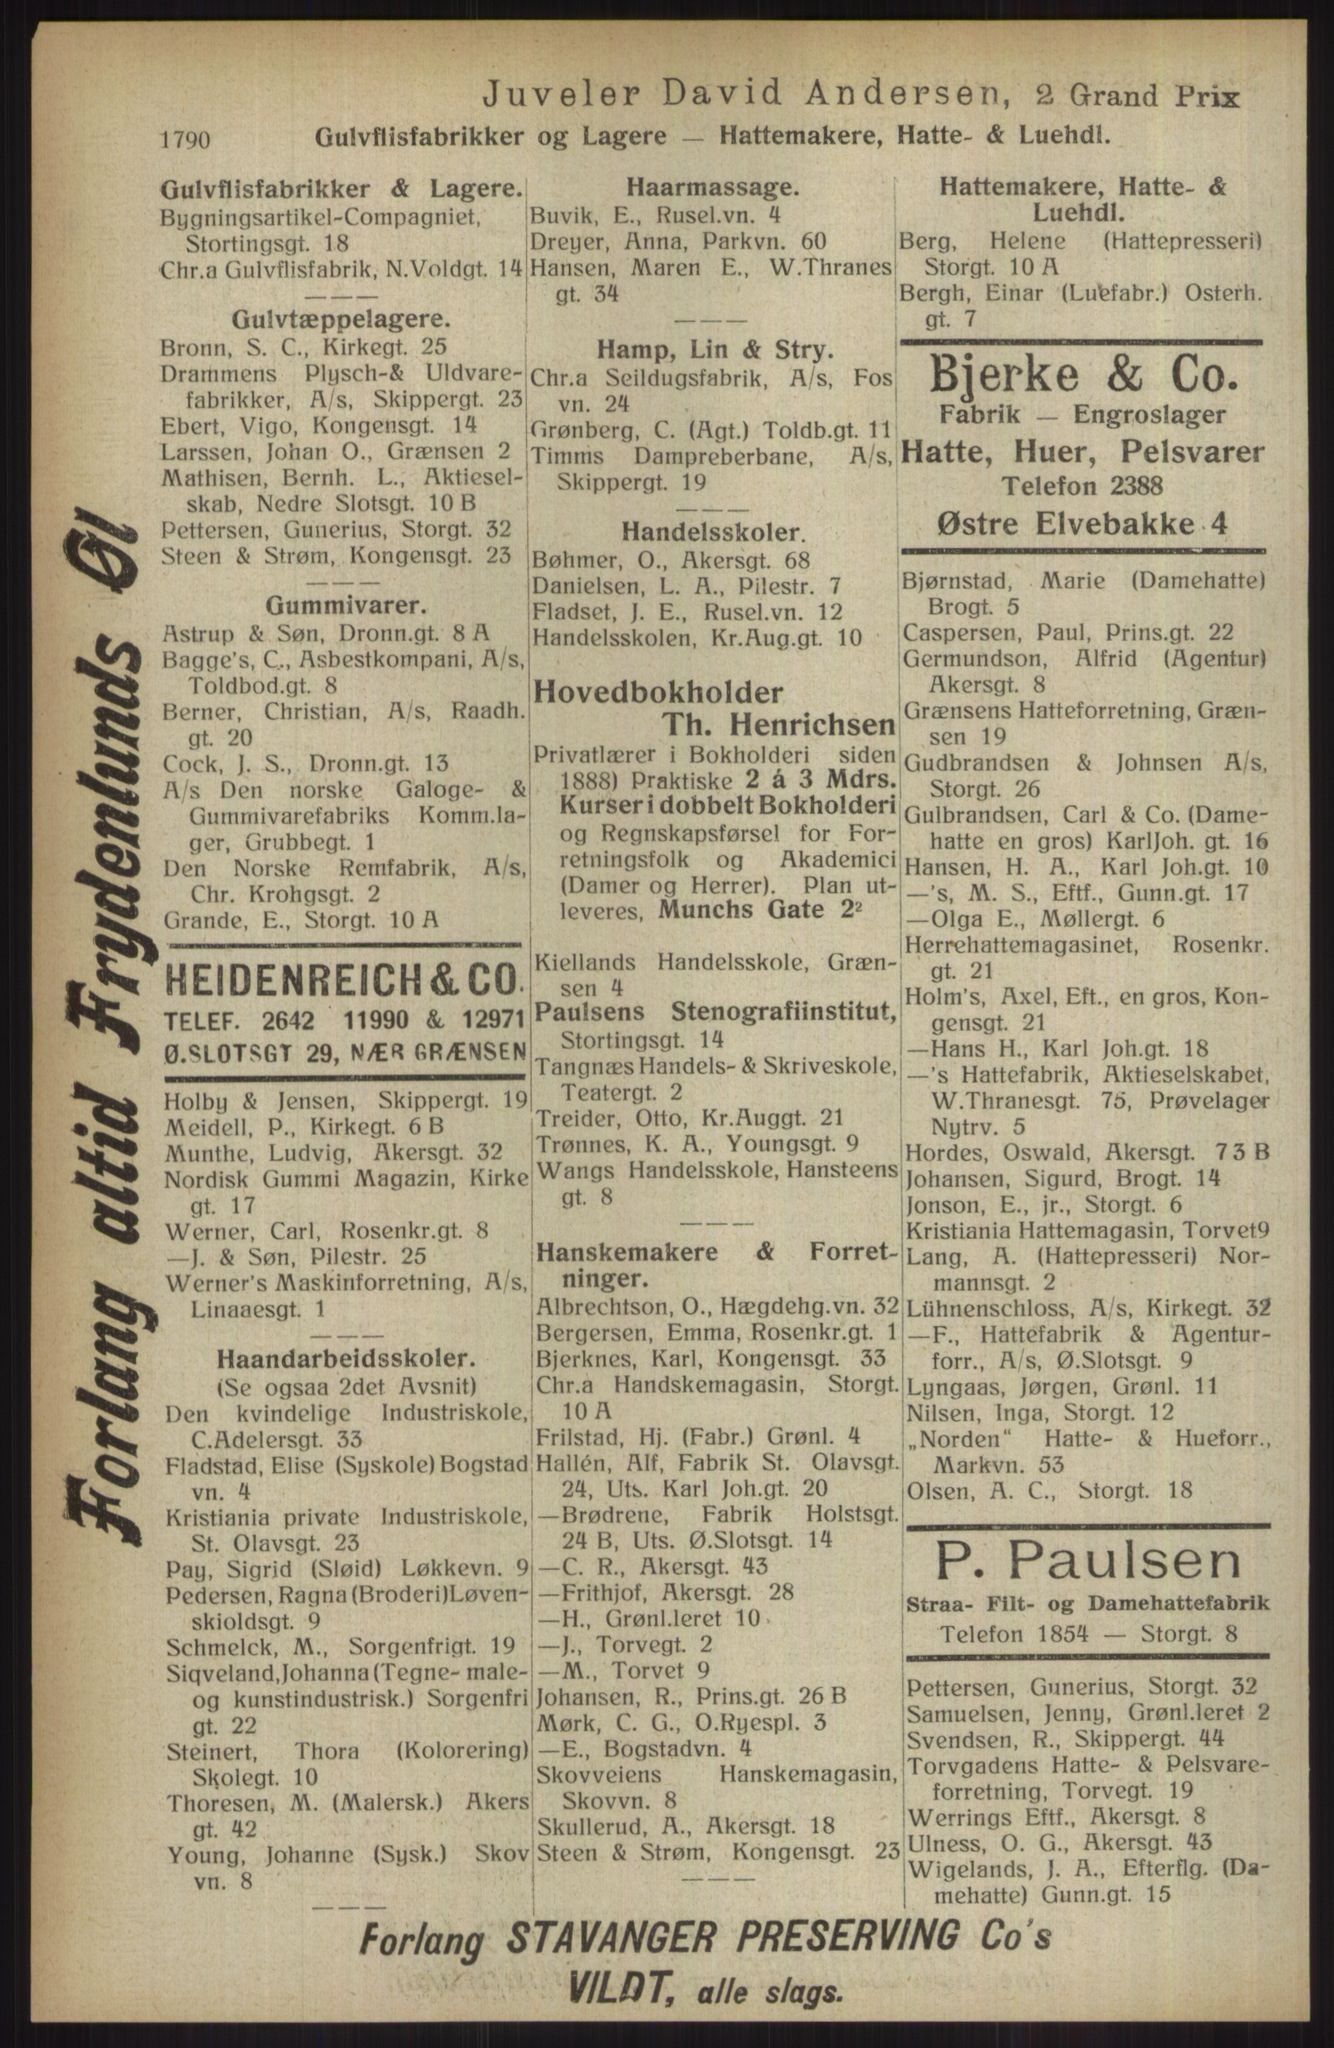 Juveler David Andersen, 2 Grand Prix
1790 Gulvflisfabrikker og Lagere — Hattemakere, Hatte- & Luehdl.
Gulvflisfabrikker & Lagere.
Bygningsartikel-Compagniet,
Stortingsgt. 18
Chr.a Gulvflisfabrik, N.Voldgt. 14
Gulvtæppelagere.
Bronn, S. C., Kirkegt. 25
Drammens Plysch-& Uldvare-
fabrikker, A/s, Skippergt. 23
Ebert, Vigo, Kongensgt. 14
Larssen, Johan O., Grænsen 2
Mathisen, Bernh. L., Aktiesel-
skab, Nedre Slotsgt. 10 B
Pettersen, Gunerius, Storgt. 32
Steen & Strøm, Kongensgt. 23
Gummivarer.
Astrup & Søn, Dronn.gt. 8 A
Bagge's, C., Asbestkompani, A/s,
Toldbod.gt. 8
Berner, Christian, A/s, Raadh.
gt. 20
Cock, J. S., Dronn.gt. 13
A/s Den norske Galoge- &
Gummivarefabriks Komm.la-
ger, Grubbegt. 1
Den Norske Remfabrik, A/s,
Chr. Krohgsgt. 2
Grande, E., Storgt. 10 A
HEIDENREICH & CO.
TELEF. 2642 11990 & 12971
Ø.SLOTSGT 29, NÆR GRÆNSEN
Holby & Jensen, Skippergt. 19
Meidell, P., Kirkegt. 6 B
Munthe, Ludvig, Akersgt. 32
Nordisk Gummi Magazin, Kirke
gt. 17
Werner, Carl, Rosenkr.gt. 8
—J. & Søn, Pilestr. 25
Werner's Maskinforretning, A/s,
Linaaesgt. 1
Haandarbeidsskoler.
(Se ogsaa 2det Avsnit)
Den kvindelige Industriskole,
C.Adelersgt. 33
Fladstad, Elise (Syskole) Bogstad
vn. 4
Kristiania private Industriskole,
St. Olavsgt. 23
Pay, Sigrid (Sløid) Løkkevn. 9
Pedersen, Ragna (Broderi) Løven-
skioldsgt. 9
Schmelck, M., Sorgenfrigt. 19
Siqveland, Johanna (Tegne- male-
og kunstindustrisk.) Sorgenfri
gt. 22
Steinert, Thora (Kolorering)
Skolegt. 10
Thoresen, M. (Malersk.) Akers
gt. 42
Young, Johanne (Sysk.) Skov
vn. 8
Haarmassage.
Buvik, E., Rusel.vn. 4
Dreyer, Anna, Parkvn. 60
Hansen, Maren E., W.Thranes
gt. 34
Hamp, Lin & Stry.
Chr.a Seildugsfabrik, A/s, Fos
vn. 24
Grønberg, C. (Agt.) Toldb.gt. 11
Timms Dampreberbane, A/s,
Skippergt. 19
Handelsskoler.
Bøhmer, O., Akersgt. 68
Danielsen, L. A., Pilestr. 7
Fladset, J. E., Rusel.vn. 12
Handelsskolen, Kr.Aug.gt. 10
Hovedbokholder
Th. Henrichsen
Privatlærer i Bokholderi siden
1888) Praktiske 2 á 3 Mdrs.
Kurser i dobbelt Bokholderi
og Regnskapsførsel for For-
retningsfolk og Akademici
(Damer og Herrer). Plan ut-
leveres, Munchs Gate 2²
Kiellands Handelsskole, Græn-
sen 4
Paulsens Stenografiinstitut,
Stortingsgt. 14
Tangnæs Handels- & Skriveskole,
Teatergt. 2
Treider, Otto, Kr.Auggt. 21
Trønnes, K. A., Youngsgt. 9
Wangs Handelsskole, Hansteens
gt. 8
Hanskemakere & Forret-
ninger.
Albrechtson, O., Hægdehg.vn. 32
Bergersen, Emma, Rosenkr.gt. 1
Bjerknes, Karl, Kongensgt. 33
Chr.a Handskemagasin, Storgt.
10 A
Frilstad, Hj. (Fabr.) Grønl. 4
Hallén, Alf, Fabrik St. Olavsgt.
24, Uts. Karl Joh.gt. 20
—Brødrene, Fabrik Holstsgt.
24 B, Uts. Ø.Slotsgt. 14
—C. R., Akersgt. 43
—Frithjof, Akersgt. 28
—H., Grønl.leret 10
—J., Torvegt. 2
—M., Torvet 9
Johansen, R., Prins.gt. 26 B
Mørk, C. G., O.Ryespl. 3
—E., Bogstadvn. 4
Skovveiens Hanskemagasin,
Skovvn. 8
Skullerud, A., Akersgt. 18
Steen & Strøm, Kongensgt. 23
Hattemakere, Hatte- &
Luehdl.
Berg, Helene (Hattepresseri)
Storgt. 10 A
Bergh, Einar (Luefabr.) Osterh.
gt. 7
Bjerke & Co.
Fabrik — Engroslager
Hatte, Huer, Pelsvarer
Telefon 2388
Østre Elvebakke 4
Bjørnstad, Marie (Damehatte)
Brogt. 5
Caspersen, Paul, Prins.gt. 22
Germundson, Alfrid (Agentur)
Akersgt. 8
Grænsens Hatteforretning, Græn-
sen 19
Gudbrandsen & Johnsen A/s,
Storgt. 26
Gulbrandsen, Carl & Co. (Dame-
hatte en gros) KarlJoh. gt. 16
Hansen, H. A., Karl Joh.gt. 10
—'s, M. S., Eftf., Gunn.gt. 17
—Olga E., Møllergt. 6
Herrehattemagasinet, Rosenkr.
gt. 21
Holm's, Axel, Eft., en gros, Kon-
gensgt. 21
—Hans H., Karl Joh.gt. 18
—'s Hattefabrik, Aktieselskabet,
W.Thranesgt. 75, Prøvelager
Nytrv. 5
Hordes, Oswald, Akersgt. 73 B
Johansen, Sigurd, Brogt. 14
Jonson, E., jr., Storgt. 6
Kristiania Hattemagasin, Torvet 9
Lang, A. (Hattepresseri) Nor-
mannsgt. 2
Lühnenschloss, A/s, Kirkegt. 32
—F., Hattefabrik & Agentur-
forr., A/s, Ø.Slotsgt. 9
Lyngaas, Jørgen, Grønl. 11
Nilsen, Inga, Storgt. 12
„Norden" Hatte- & Hueforr.,
Markvn. 53
Olsen, A. C., Storgt. 18
P. Paulsen
Straa- Filt- og Damehattefabrik
Telefon 1854 — Storgt. 8
Pettersen, Gunerius, Storgt. 32
Samuelsen, Jenny, Grønl.leret 2
Svendsen, R., Skippergt. 44
Torvgadens Hatte- & Pelsvare-
forretning, Torvegt. 19
Werrings Eftf., Akersgt. 8
Ulness, O. G., Akersgt. 43
Wigelands, J. A., Efterflg. (Da-
mehatte) Gunn.gt. 15
Forlang altid Frydenlunds Øl
Forlang STAVANGER PRESERVING Co's
VILDT, alle slags.